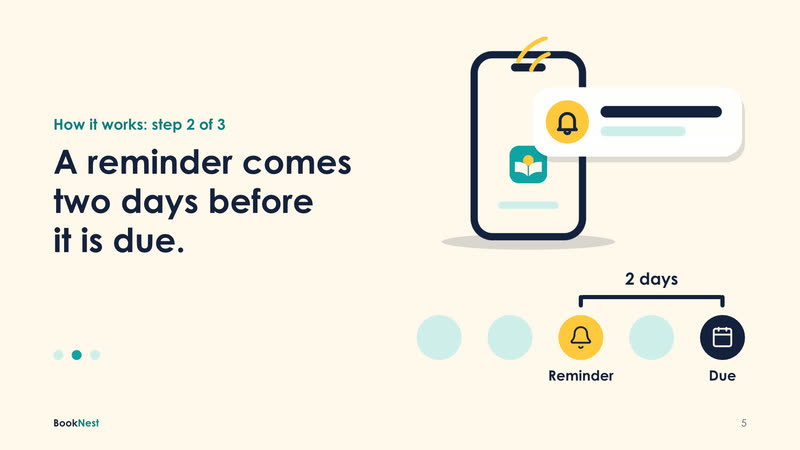 How it works: step 2 of 3
A reminder comes
two days before
it is due.
2 days
Reminder
Due
BookNest
5